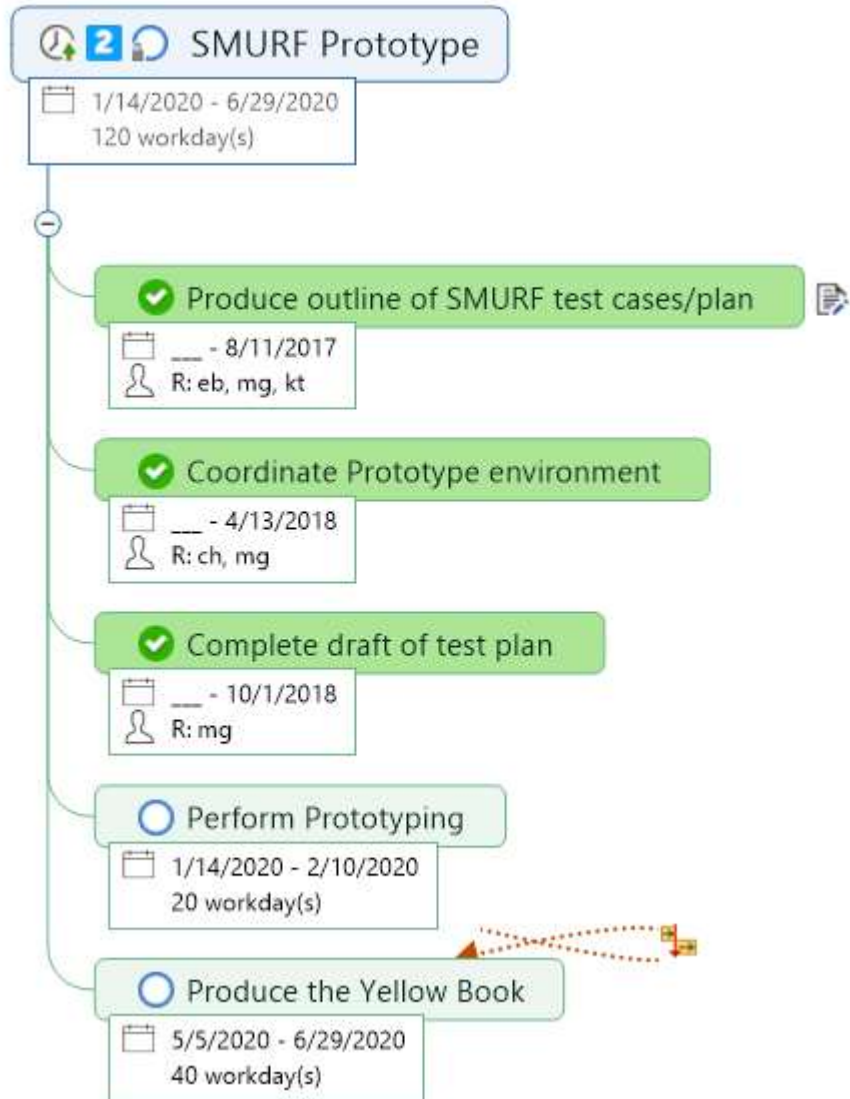 2 SMURF Prototype
1/14/2020 - 6/29/2020
120 workday(s)
Produce outline of SMURF test cases/plan
___ - 8/11/2017
R: eb, mg, kt
Coordinate Prototype environment
___ - 4/13/2018
R: ch, mg
Complete draft of test plan
___ - 10/1/2018
R: mg
Perform Prototyping
1/14/2020 - 2/10/2020
20 workday(s)
Produce the Yellow Book
5/5/2020 - 6/29/2020
40 workday(s)